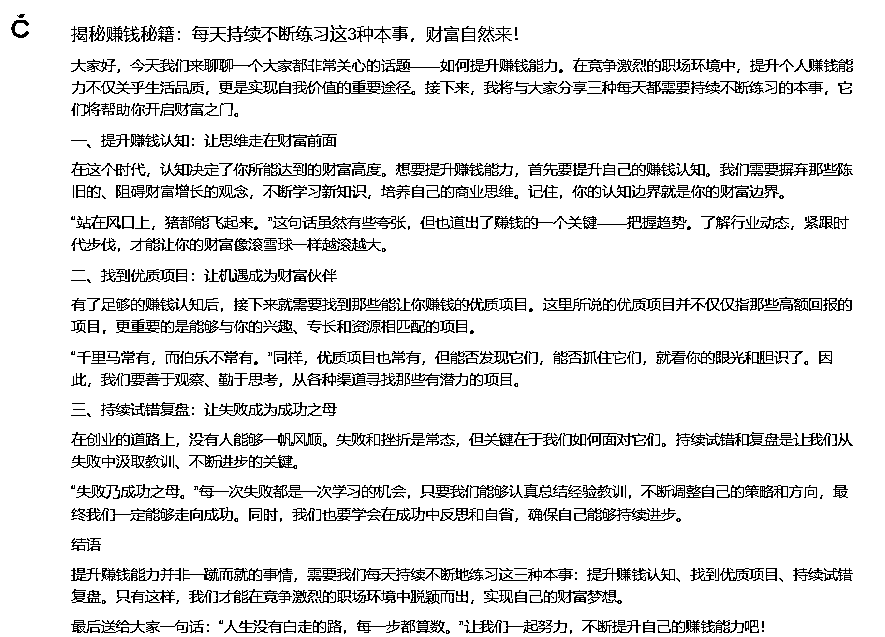 Ć
揭秘赚钱秘籍：每天持续不断练习这3种本事，财富自然来！
大家好，今天我们来聊聊一个大家都非常关心的话题——如何提升赚钱能力。在竞争激烈的职场环境中，提升个人赚钱能
力不仅关乎生活品质，更是实现自我价值的重要途径。接下来，我将与大家分享三种每天都需要持续不断练习的本事，它
们将帮助你开启财富之门。
一、提升赚钱认知：让思维走在财富前面
在这个时代，认知决定了你所能达到的财富高度。想要提升赚钱能力，首先要提升自己的赚钱认知。我们需要摒弃那些陈
旧的、阻碍财富增长的观念，不断学习新知识，培养自己的商业思维。记住，你的认知边界就是你的财富边界。
“站在风口上，猪都能飞起来。”这句话虽然有些夸张，但也道出了赚钱的一个关键——把握趋势。了解行业动态，紧跟时
代步伐，才能让你的财富像滚雪球一样越滚越大。
二、找到优质项目：让机遇成为财富伙伴
有了足够的赚钱认知后，接下来就需要找到那些能让你赚钱的优质项目。这里所说的优质项目并不仅仅指那些高额回报的
项目，更重要的是能够与你的兴趣、专长和资源相匹配的项目。
“千里马常有，而伯乐不常有。”同样，优质项目也常有，但能否发现它们，能否抓住它们，就看你的眼光和胆识了。因
此，我们要善于观察、勤于思考，从各种渠道寻找那些有潜力的项目。
三、持续试错复盘：让失败成为成功之母
在创业的道路上，没有人能够一帆风顺。失败和挫折是常态，但关键在于我们如何面对它们。持续试错和复盘是让我们从
失败中汲取教训、不断进步的关键。
“失败乃成功之母。”每一次失败都是一次学习的机会，只要我们能够认真总结经验教训，不断调整自己的策略和方向，最
终我们一定能够走向成功。同时，我们也要学会在成功中反思和自省，确保自己能够持续进步。
结语
提升赚钱能力并非一蹴而就的事情，需要我们每天持续不断地练习这三种本事：提升赚钱认知、找到优质项目、持续试错
复盘。只有这样，我们才能在竞争激烈的职场环境中脱颖而出，实现自己的财富梦想。
最后送给大家一句话：“人生没有白走的路，每一步都算数。”让我们一起努力，不断提升自己的赚钱能力吧！